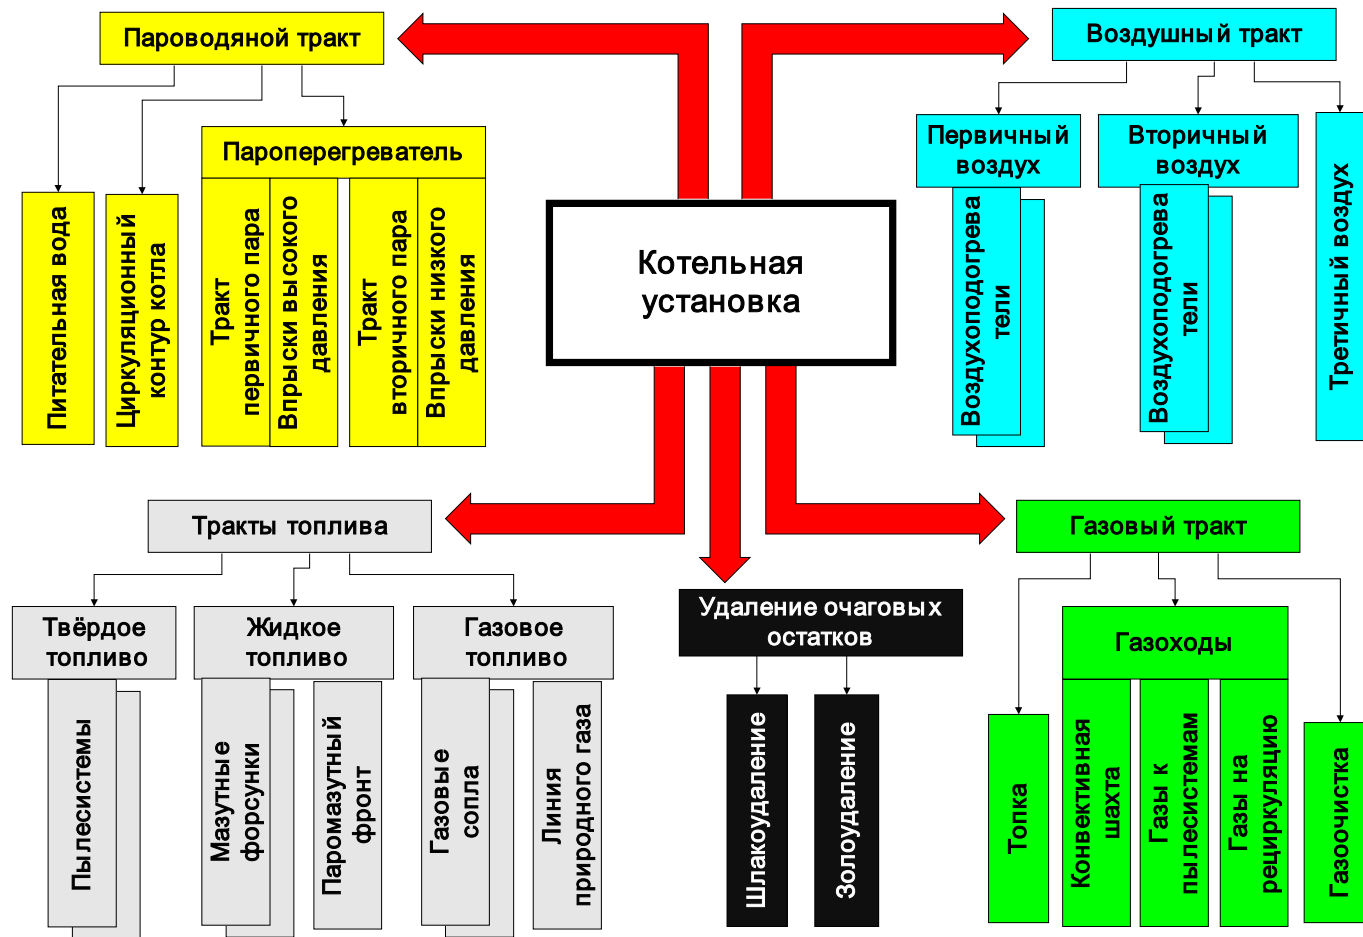 Пароводяной тракт
Воздушный тракт
Пароперегреватель
Питательная вода
Циркуляционный
контур котла
Тракт
первичного пара
Впрыски высокого
давления
Тракт
вторичного пара
Впрыски низкого
давления
Котельная
установка
Первичный
воздух
Вторичный
воздух
Воздухоподогрева
тели
Воздухоподогрева
тели
Третичный воздух
Тракты топлива
Твёрдое
топливо
Жидкое
топливо
Газовое
топливо
Пылесистемы
Мазутные
форсунки
Паромазутный
фронт
Газовые
сопла
Линия
природного газа
Удаление очаговых
остатков
Шлакоудаление
Золоудаление
Газовый тракт
Газоходы
Топка
Конвективная
шахта
Газы к
пылесистемам
Газы на
рециркуляцию
Газоочистка